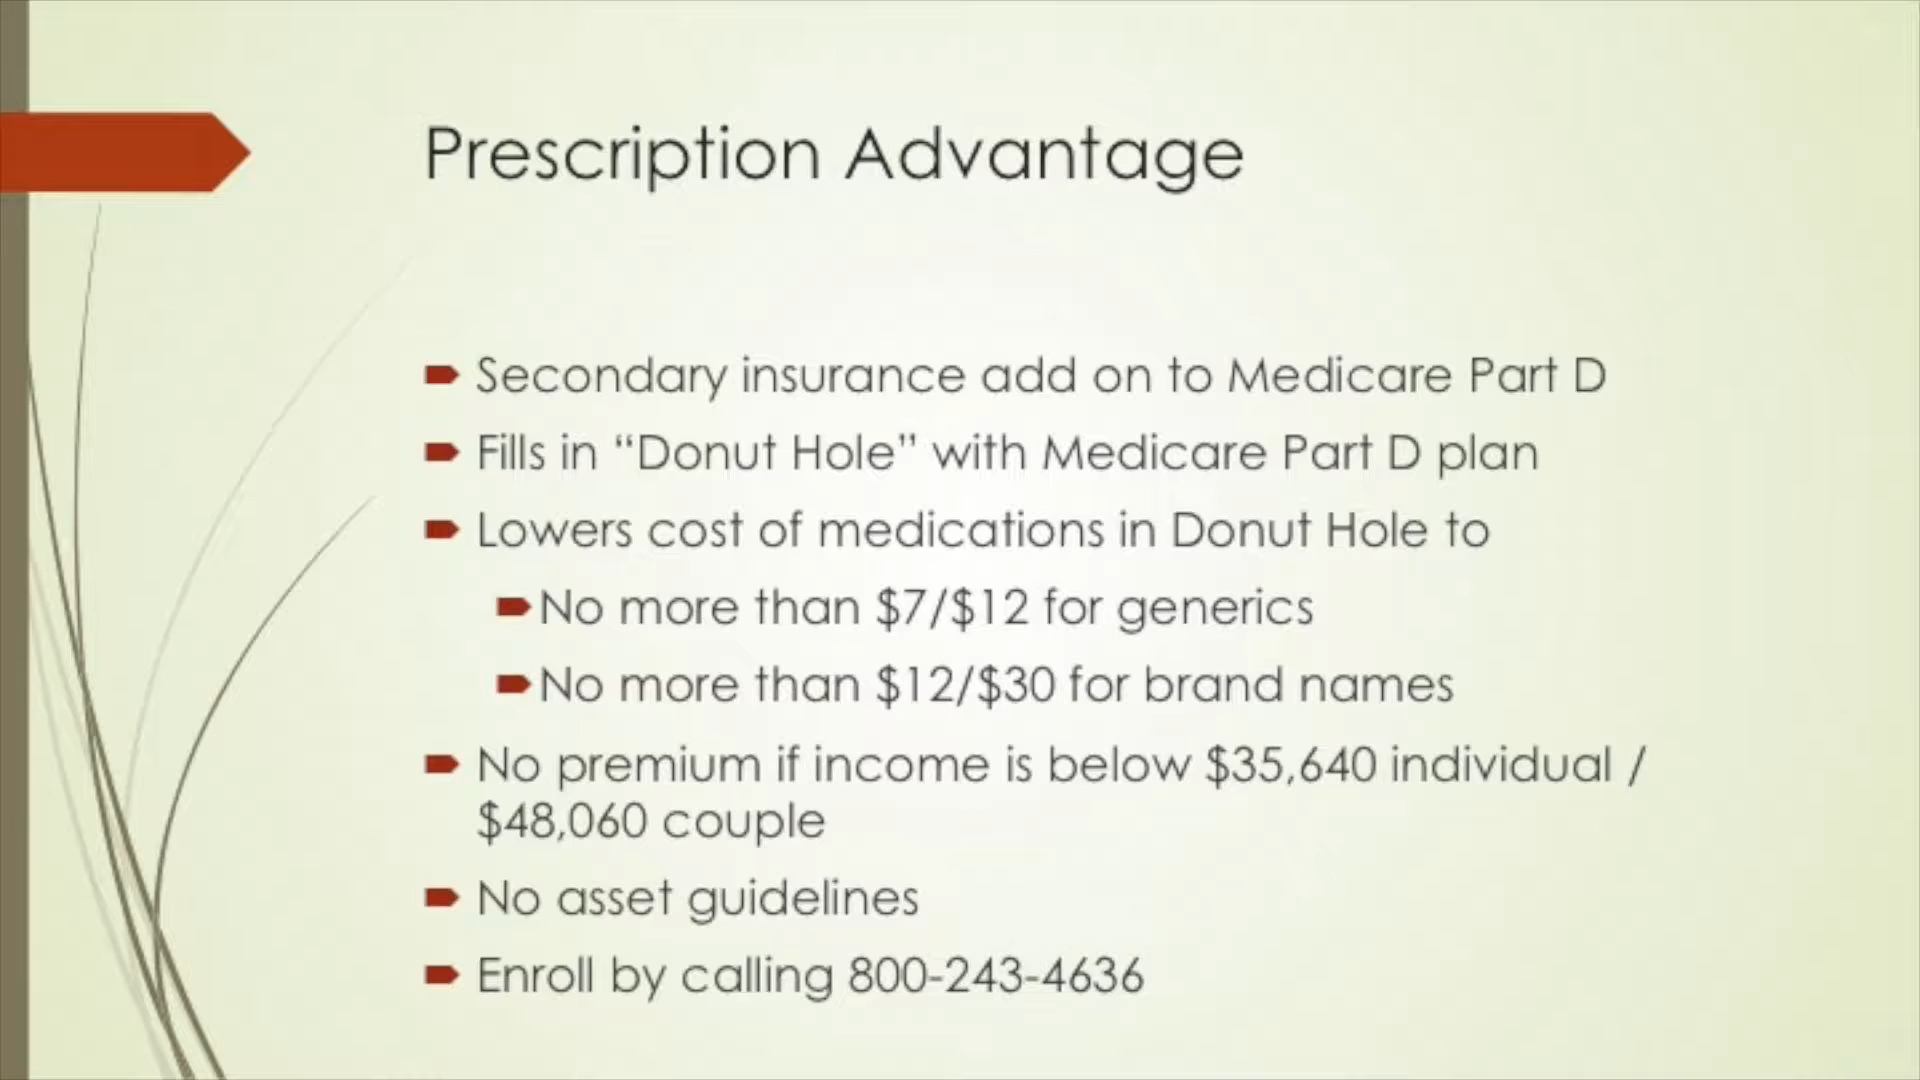 Prescription Advantage
Secondary insurance add on to Medicare Part D
Fills in “Donut Hole” with Medicare Part D plan
Lowers cost of medications in Donut Hole to
No more than $7/$12 for generics
No more than $12/$30 for brand names
No premium if income is below $35,640 individual /
$48,060 couple
No asset guidelines
Enroll by calling 800-243-4636